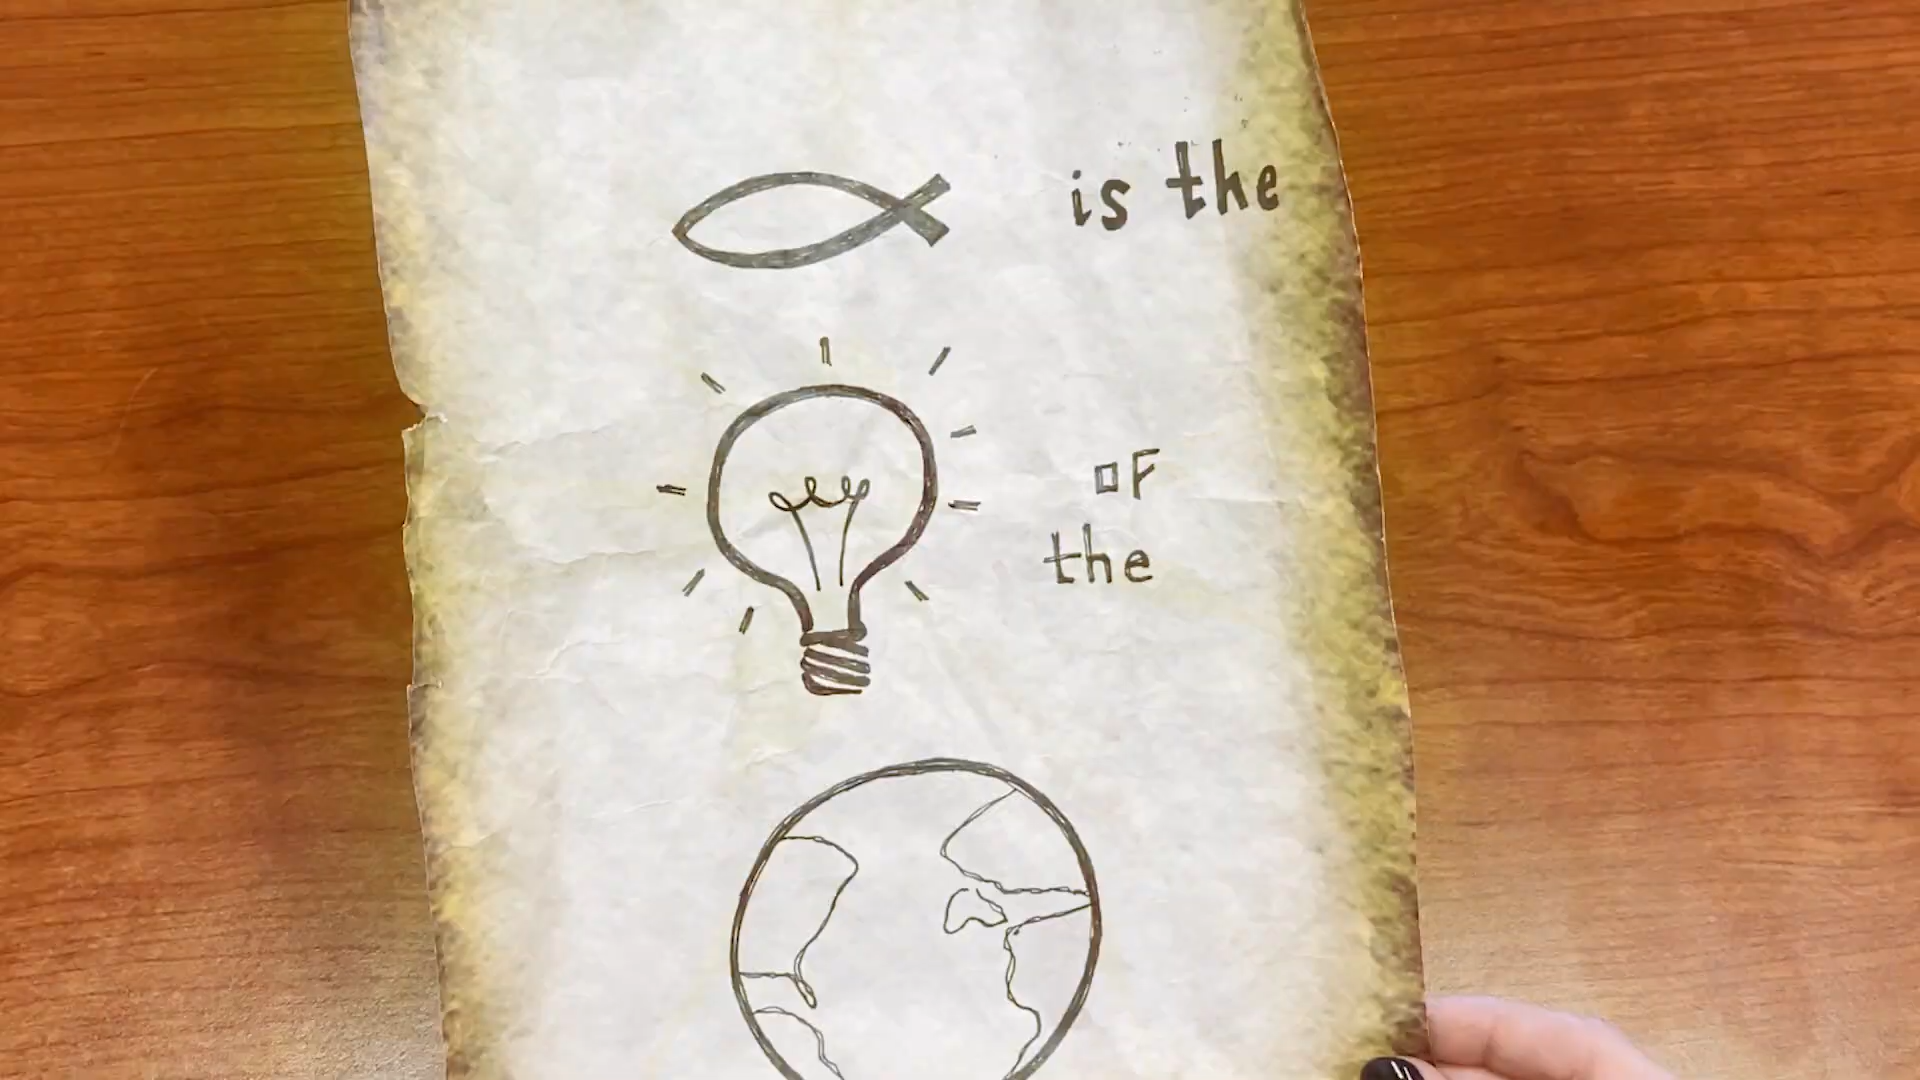 is the
of
the